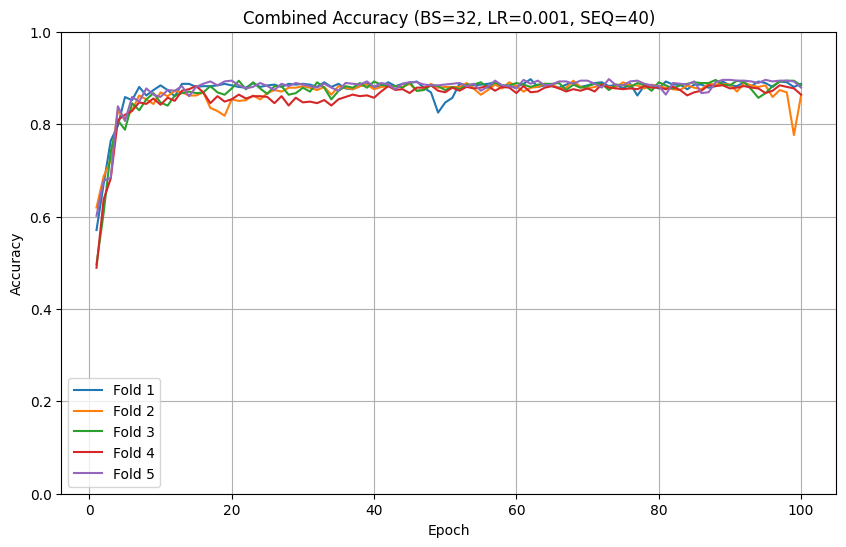 Combined Accuracy (BS=32, LR=0.001, SEQ=40)
1.0
0.8
0.6
0.4
0.2
0.0
Accuracy
Fold 1
Fold 2
Fold 3
Fold 4
Fold 5
0 20 40 60 80 100
Epoch